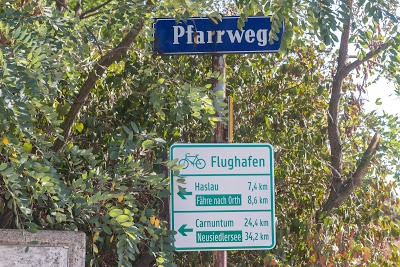 Pfarrweg
Flughafen
Haslau 7,4 km
Fähre nach Orth 8,6 km
Carnuntum 24,4 km
Neusiedlersee 34,2 km